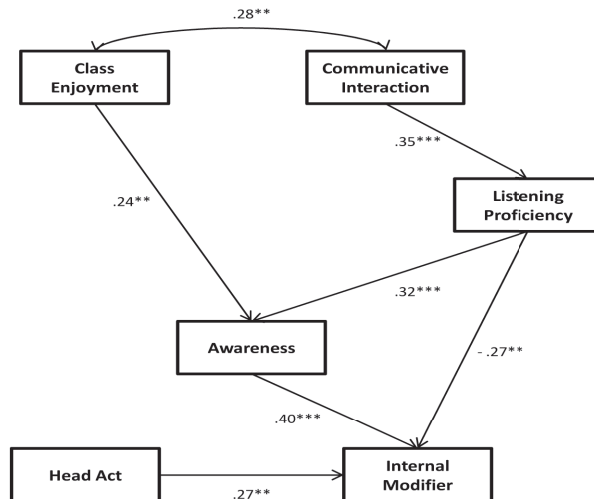 .28**
Class
Enjoyment
Communicative
Interaction
.35***
Listening
Proficiency
.24**
.32***
Awareness
- .27**
.40***
Head Act
Internal
Modifier
.27**